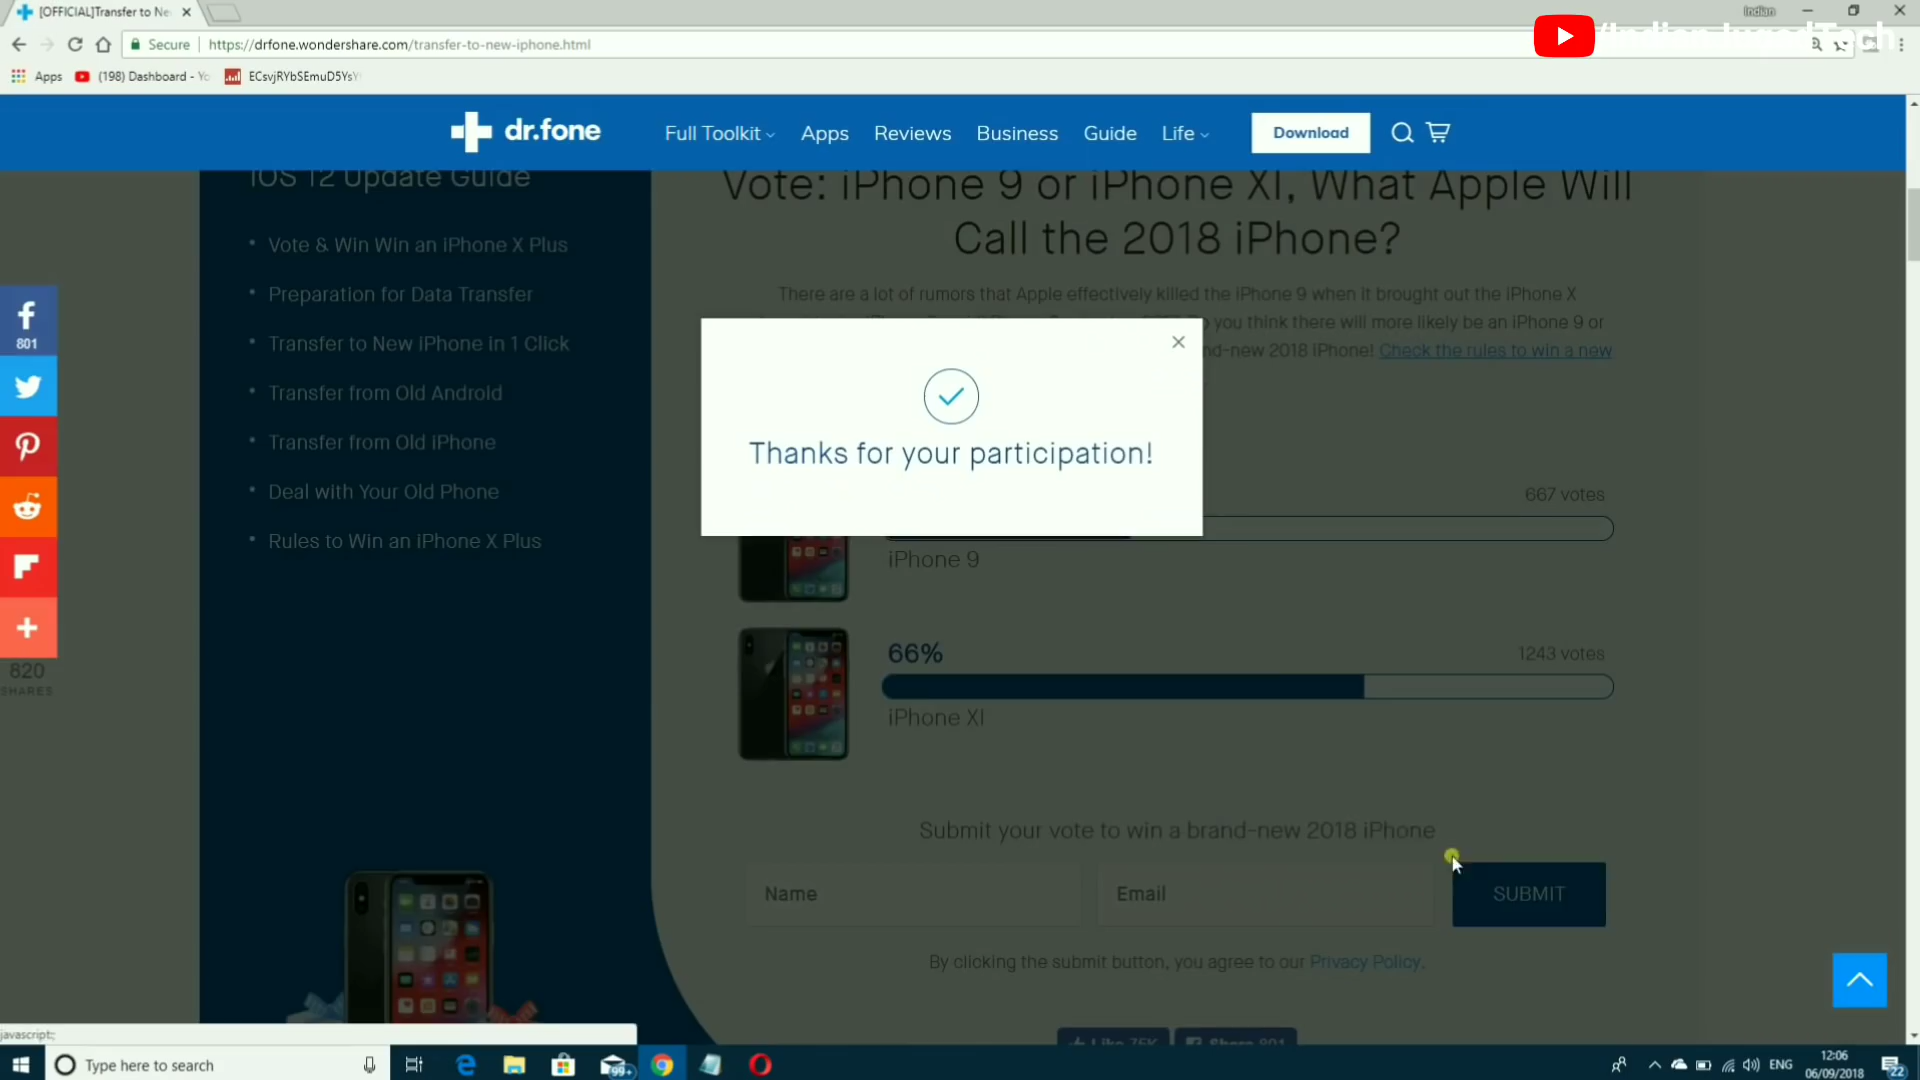 [OFFICIAL]Transfer to Ne
Indian
Secure
https://drfone.wondershare.com/transfer-to-new-iphone.html
Apps
(198) Dashboard - Yo
ECsvjRYbSEmuD5YsY
dr.fone
Full Toolkit
Apps
Reviews
Business
Guide
Life
Download
iOS 12 Update Guide
Vote & Win Win an iPhone X Plus
Preparation for Data Transfer
Transfer to New iPhone in 1 Click
Transfer from Old Android
Transfer from Old iPhone
Deal with Your Old Phone
Rules to Win an iPhone X Plus
801
820
SHARES
Vote: iPhone 9 or iPhone XI, What Apple Will
Call the 2018 iPhone?
There are a lot of rumors that Apple effectively killed the iPhone 9 when it brought out the iPhone X
you think there will more likely be an iPhone 9 or
nd-new 2018 iPhone! Check the rules to win a new
Thanks for your participation!
667 votes
iPhone 9
66%
1243 votes
iPhone XI
Submit your vote to win a brand-new 2018 iPhone
Name
Email
SUBMIT
By clicking the submit button, you agree to our Privacy Policy.
Like 75K
Share 801
javascript:;
Type here to search
99+
ENG
12:06
06/09/2018
22